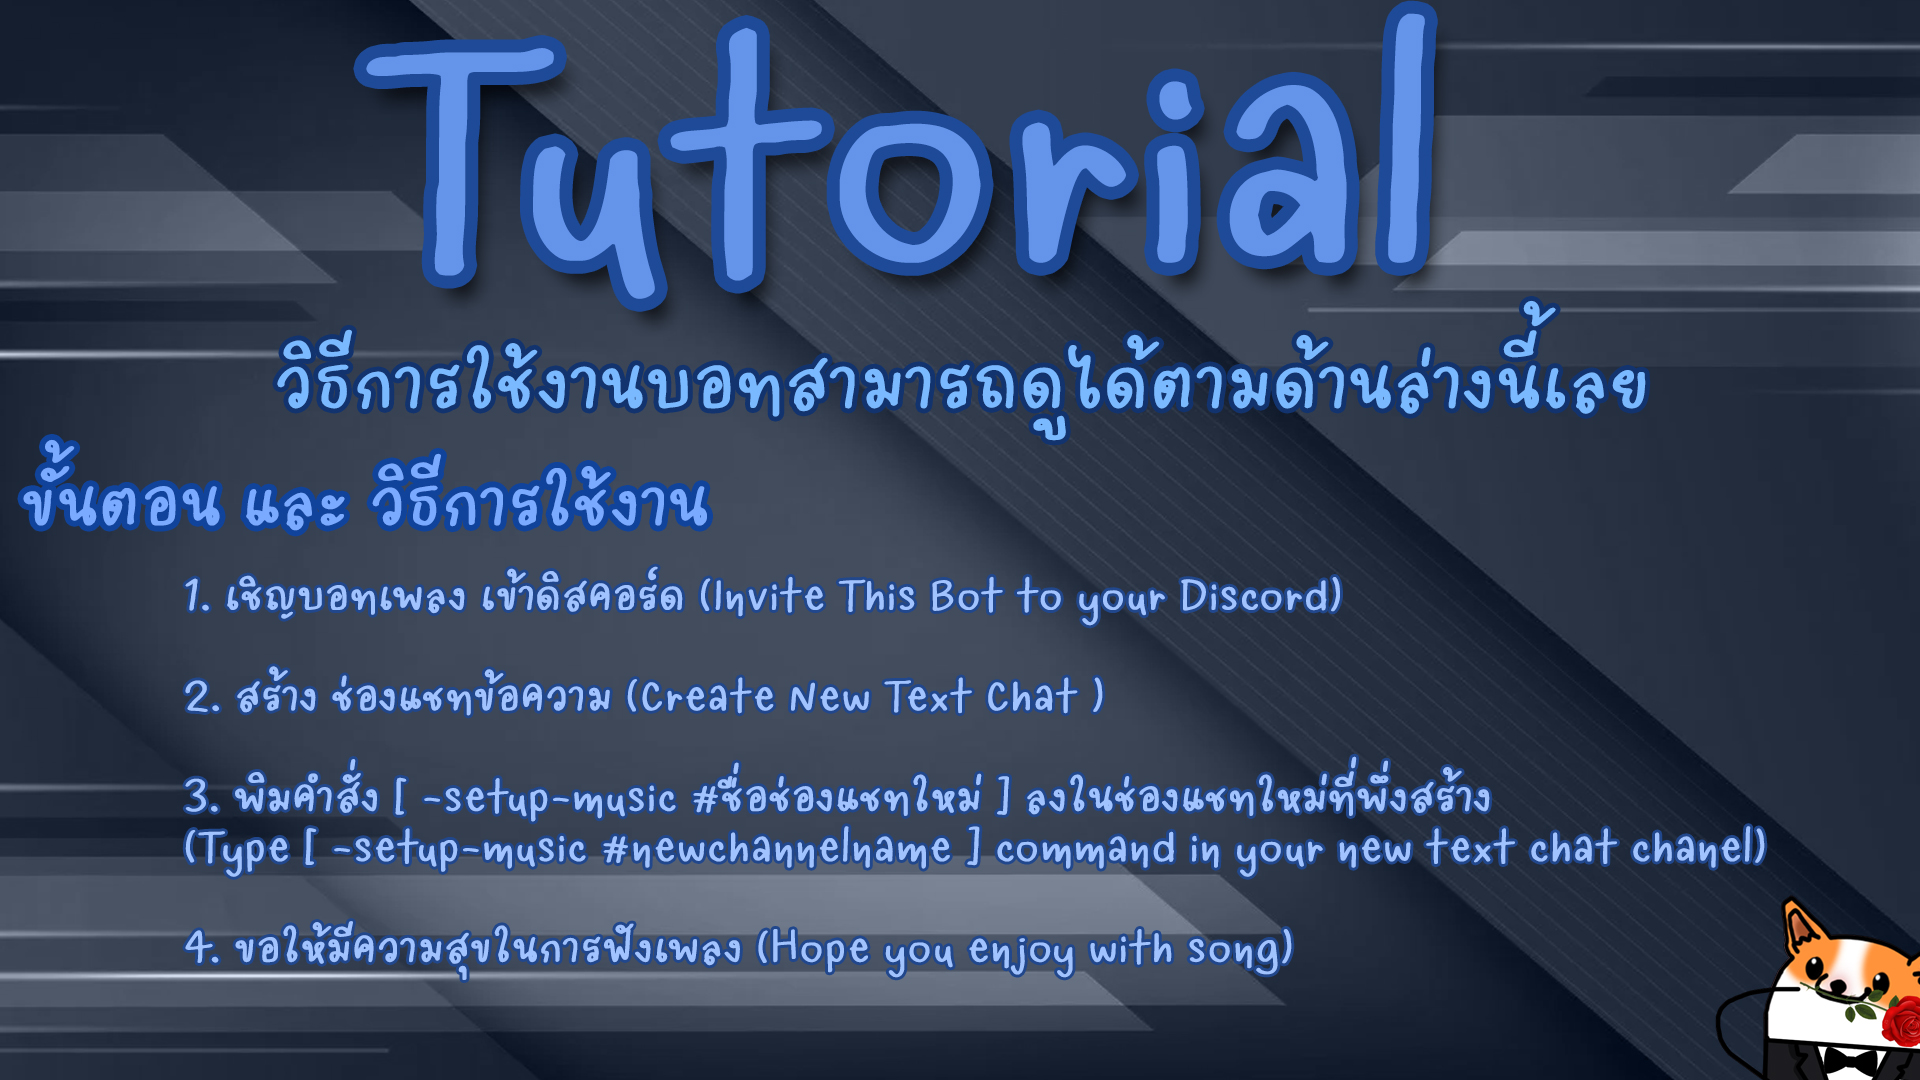 Tutorial
วิธีการใช้งานบอทสามารถดูได้ตามด้านล่างนี้เลย
ขั้นตอน และ วิธีการใช้งาน
1. เชิญบอทเพลง เข้าดิสคอร์ด (Invite This Bot to your Discord)
2. สร้าง ช่องแชทข้อความ (Create New Text Chat )
3. พิมคำสั่ง [ -setup-music #ชื่อช่องแชทใหม่ ] ลงในช่องแชทใหม่ที่พึ่งสร้าง
(Type [ -setup-music #newchannelname ] command in your new text chat chanel)
4. ขอให้มีความสุขในการฟังเพลง (Hope you enjoy with song)